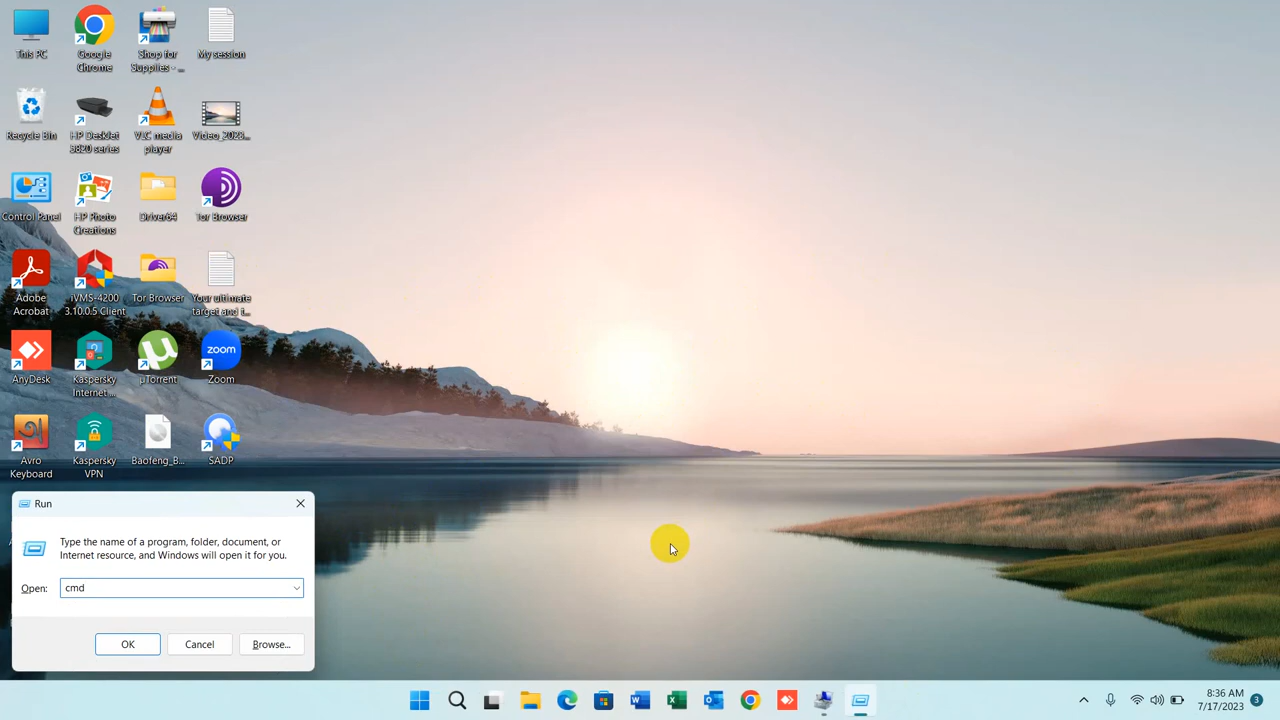 This PC
Google
Chrome
Shop for
Supplies - ...
My session
Recycle Bin
HP DeskJet
3820 series
VLC media
player
Video_2023...
Control Panel
HP Photo
Creations
Driver64
Tor Browser
Adobe
Acrobat
iVMS-4200
3.10.0.5 Client
Tor Browser
Your ultimate
target and t...
AnyDesk
Kaspersky
Internet...
µTorrent
zoom
Zoom
Avro
Keyboard
Kaspersky
VPN
Baofeng_B...
SADP
Run
Type the name of a program, folder, document, or
Internet resource, and Windows will open it for you.
Open: cmd
OK Cancel Browse...
8:36 AM
7/17/2023
3